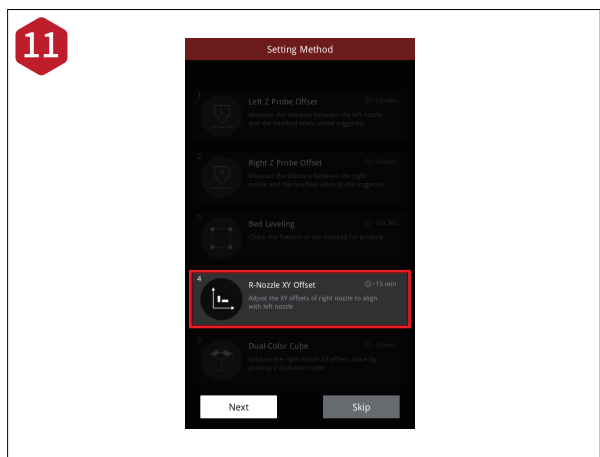 11
Setting Method
1
Left Z Probe Offset
~10 min
Measure the distance between the left nozzle
and the heatbed when probe triggered
2
Right Z Probe Offset
~10 min
Measure the distance between the right
nozzle and the heatbed when probe triggered
3
Bed Leveling
~1m 30s
Check the flatness of the heatbed for printing
4
R-Nozzle XY Offset
~15 min
Adjust the XY offsets of right nozzle to align
with left nozzle
5
Dual-Color Cube
~15 min
Validate the right nozzle XY offsets value by
printing a dual-color cube
Next
Skip